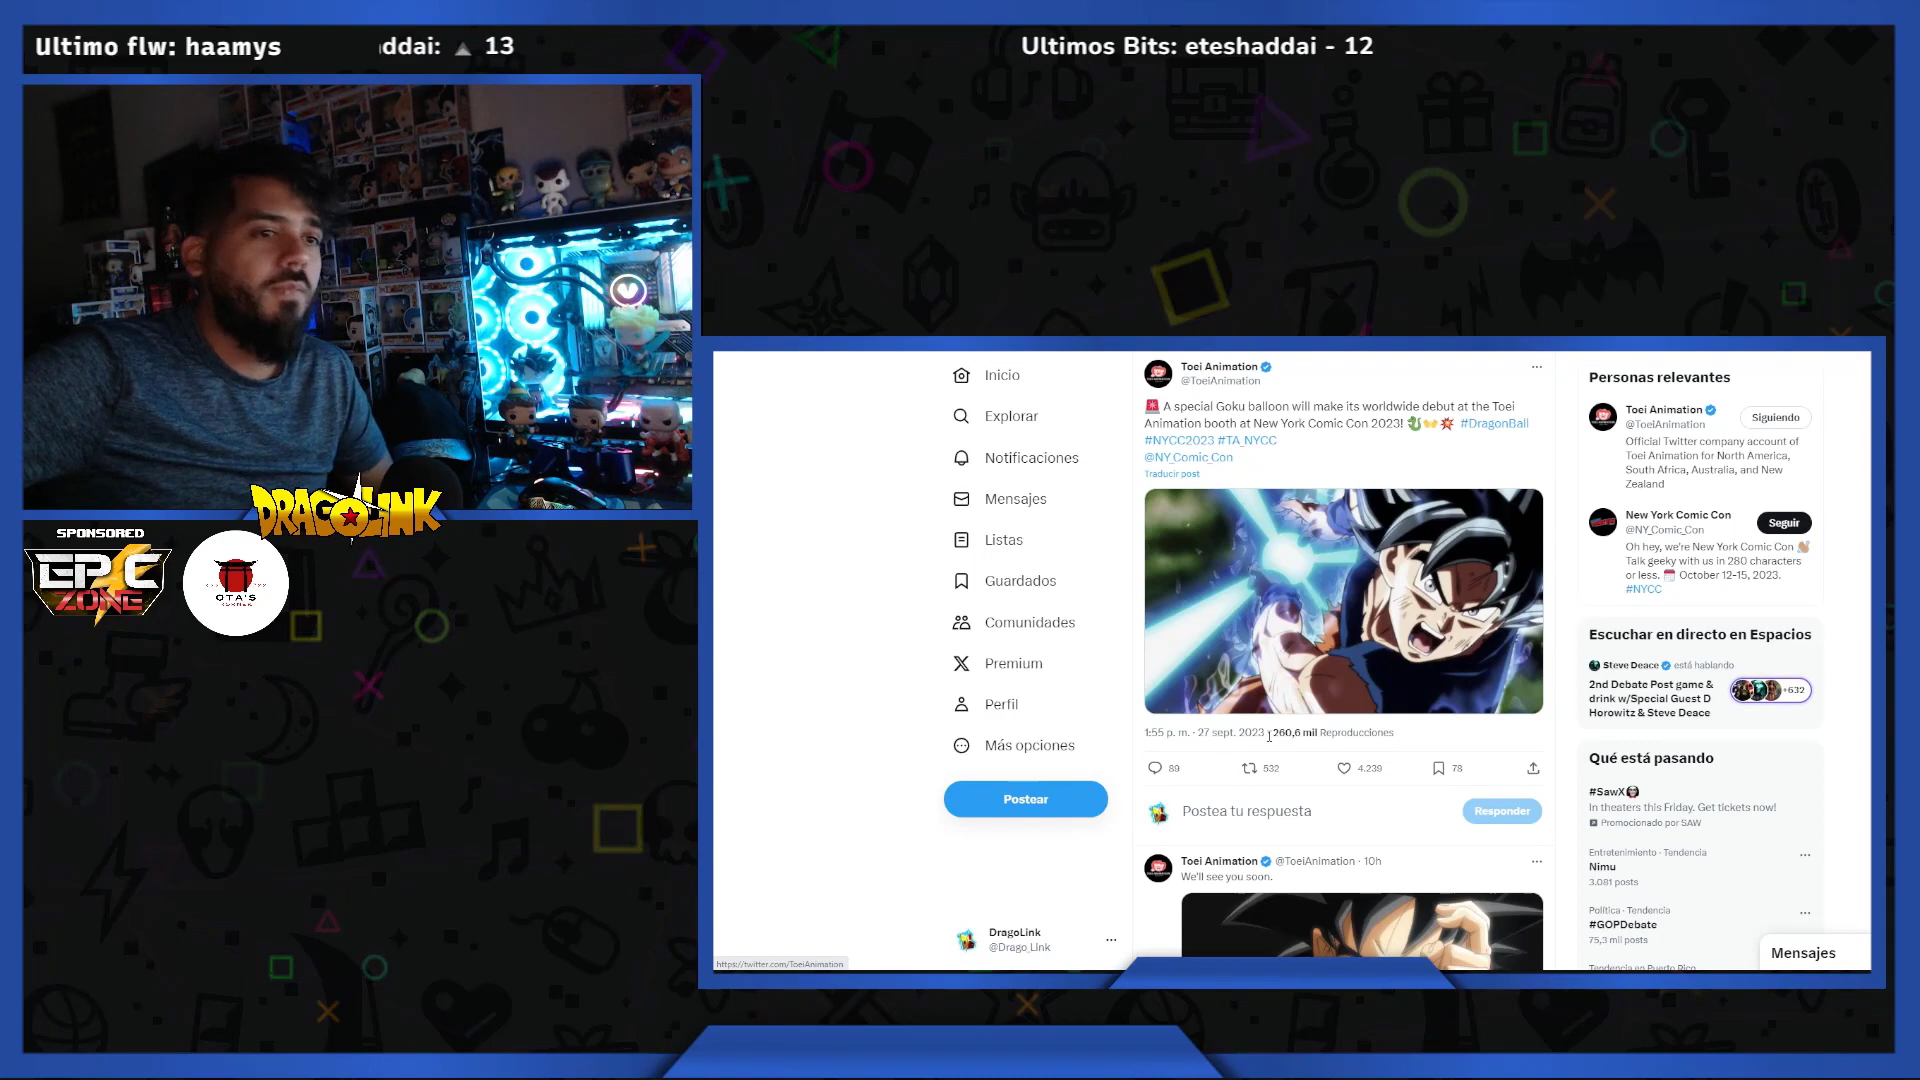 Ultimo flw: haamys
ddai: ▲ 13
Ultimos Bits: eteshaddai - 12
DRAGOLINK
SPONSORED
EPIC
ZONE
OTA'S
Inicio
Explorar
Notificaciones
Mensajes
Listas
Guardados
Comunidades
Premium
Perfil
Más opciones
Postear
DragoLink
@Drago_Link
https://twitter.com/ToeiAnimation
Toei Animation
@ToeiAnimation
🚨 A special Goku balloon will make its worldwide debut at the Toei
Animation booth at New York Comic Con 2023! 🐉👐💥 #DragonBall
#NYCC2023 #TA_NYCC
@NY_Comic_Con
Traducir post
1:55 p. m. · 27 sept. 2023 · 260,6 mil Reproducciones
89
532
4.239
78
Postea tu respuesta
Responder
Toei Animation @ToeiAnimation · 10h
We'll see you soon.
Personas relevantes
Toei Animation
@ToeiAnimation
Siguiendo
Official Twitter company account of
Toei Animation for North America,
South Africa, Australia, and New
Zealand
New York Comic Con
@NY_Comic_Con
Seguir
Oh hey, we're New York Comic Con 👋🏽
Talk geeky with us in 280 characters
or less. 🗓️ October 12-15, 2023.
#NYCC
Escuchar en directo en Espacios
Steve Deace está hablando
2nd Debate Post game &
drink w/Special Guest D
Horowitz & Steve Deace
+632
Qué está pasando
#SawX
In theaters this Friday. Get tickets now!
Promocionado por SAW
Entretenimiento · Tendencia
Nimu
3.081 posts
Política · Tendencia
#GOPDebate
75,3 mil posts
Tendencia en Puerto Rico
Mensajes